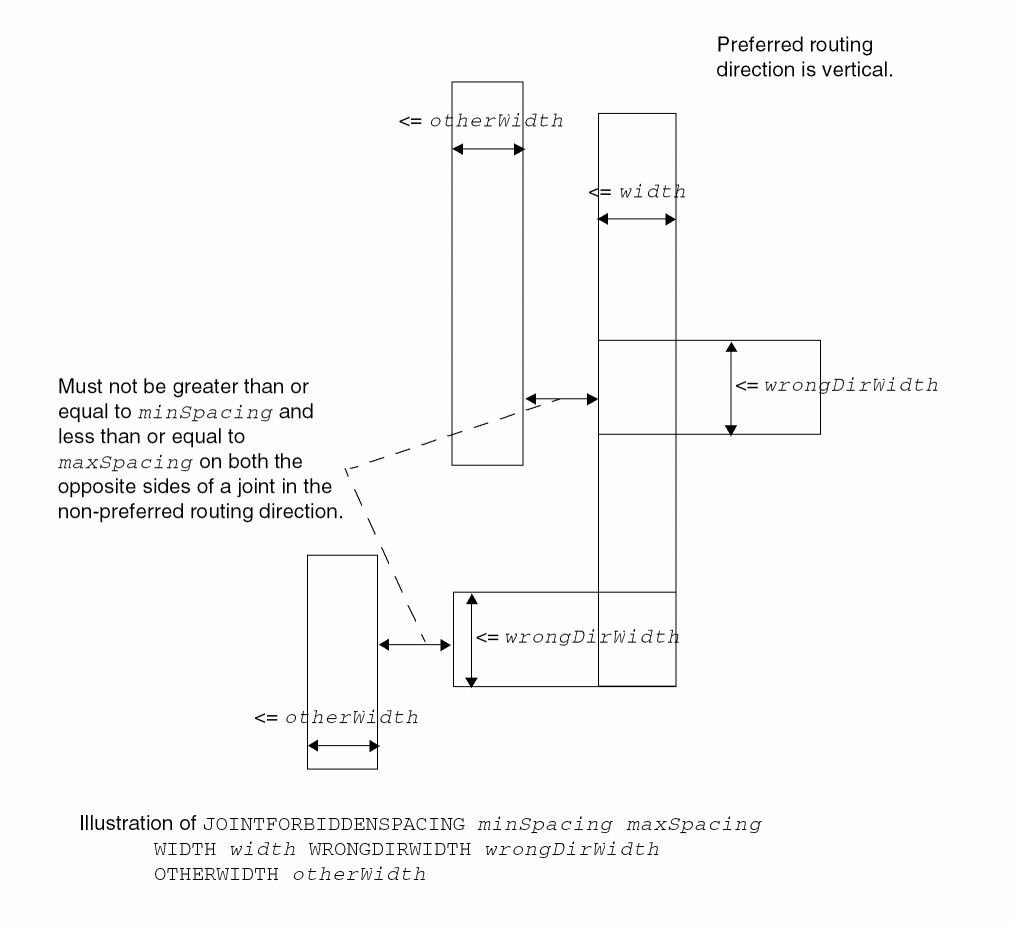 Preferred routing
direction is vertical.
<= otherWidth
<= width
<= wrongDirWidth
Must not be greater than or
equal to minSpacing and
less than or equal to
maxSpacing on both the
opposite sides of a joint in the
non-preferred routing direction.
<= wrongDirWidth
<= otherWidth
Illustration of JOINTFORBIDDENSPACING minSpacing maxSpacing
WIDTH width WRONGDIRWIDTH wrongDirWidth
OTHERWIDTH otherWidth